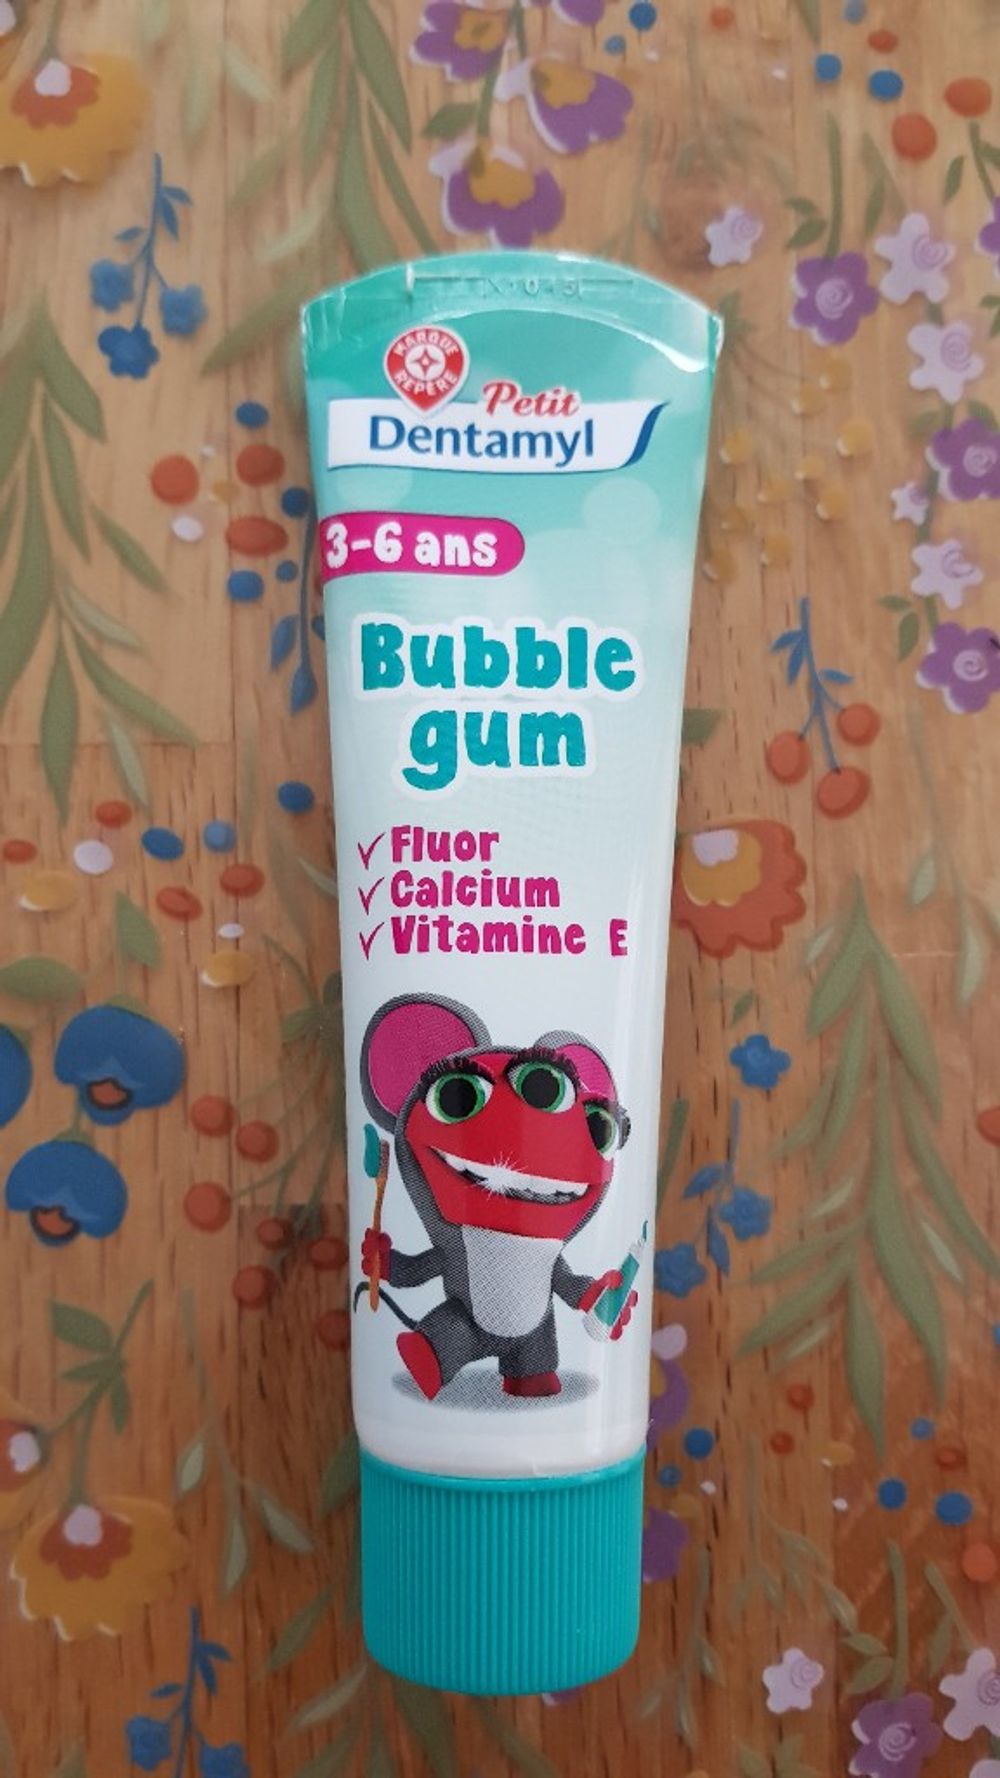 MARQUE
REPÈRE
Petit
Dentamyl
3-6 ans
Bubble
gum
Fluor
Calcium
Vitamine E